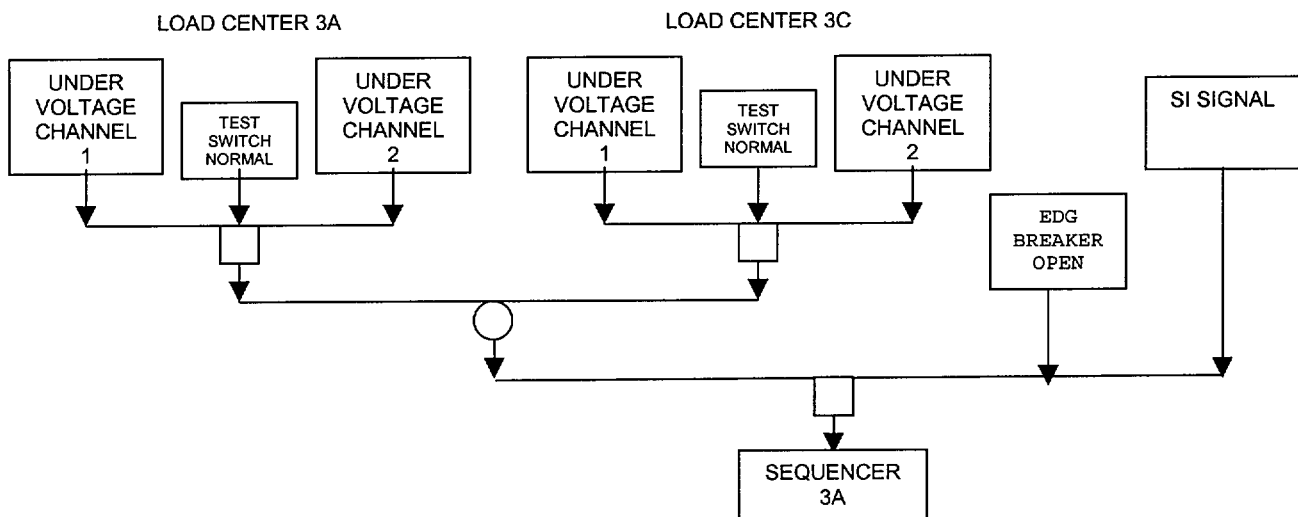 LOAD CENTER 3A
LOAD CENTER 3C
UNDER
VOLTAGE
CHANNEL
1
TEST
SWITCH
NORMAL
UNDER
VOLTAGE
CHANNEL
2
UNDER
VOLTAGE
CHANNEL
1
TEST
SWITCH
NORMAL
UNDER
VOLTAGE
CHANNEL
2
SI SIGNAL
EDG
BREAKER
OPEN
SEQUENCER
3A